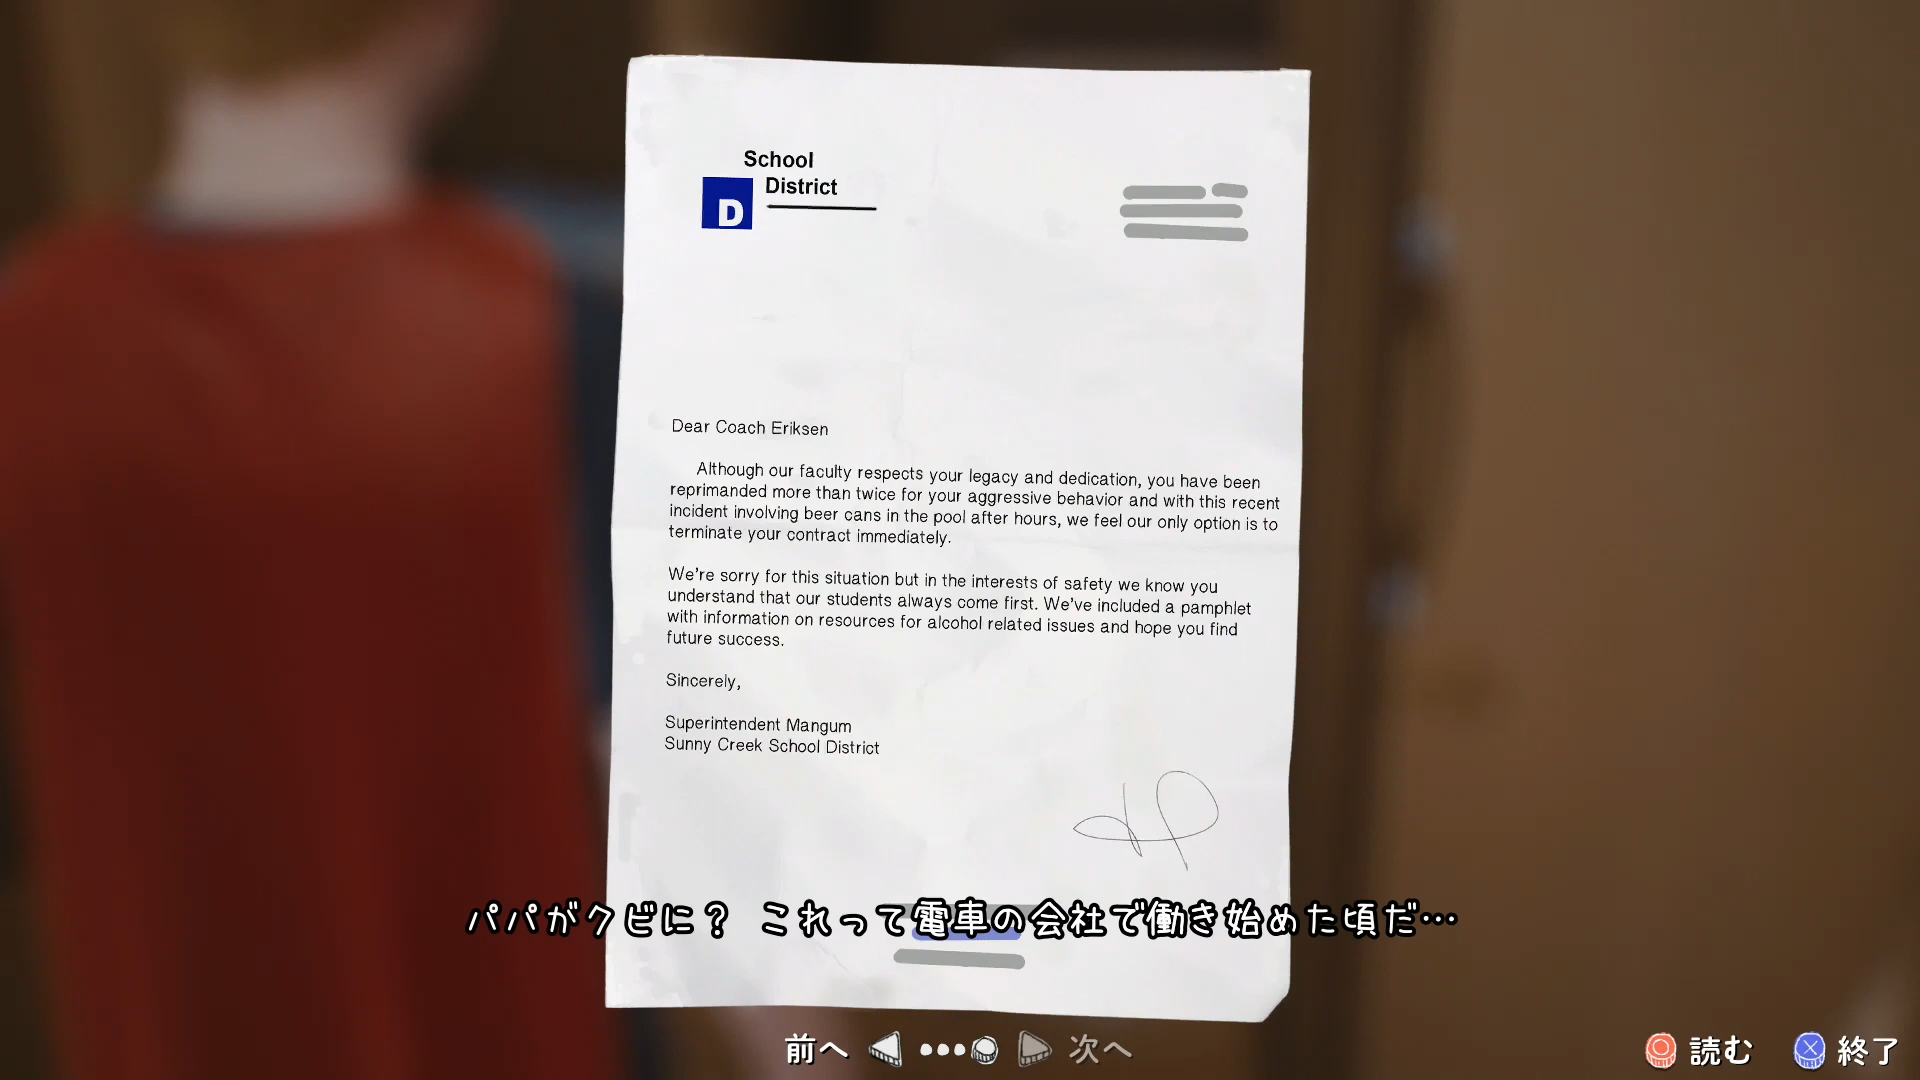 School
District
D
Dear Coach Eriksen
Although our faculty respects your legacy and dedication, you have been
reprimanded more than twice for your aggressive behavior and with this recent
incident involving beer cans in the pool after hours, we feel our only option is to
terminate your contract immediately.
We're sorry for this situation but in the interests of safety we know you
understand that our students always come first. We've included a pamphlet
with information on resources for alcohol related issues and hope you find
future success.
Sincerely,
Superintendent Mangum
Sunny Creek School District
パパがクビに？ これって電車の会社で働き始めた頃だ…
前へ 次へ
読む 終了